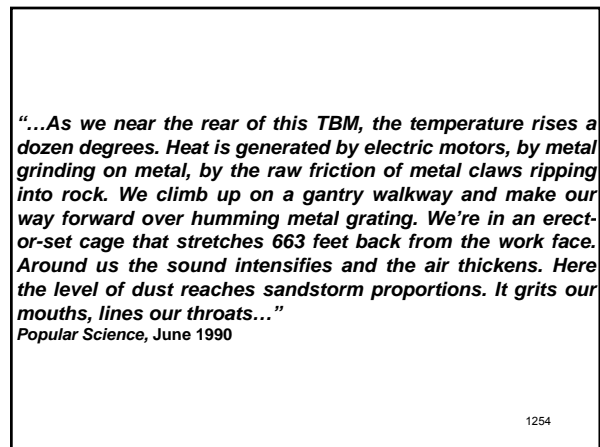 “…As we near the rear of this TBM, the temperature rises a
dozen degrees. Heat is generated by electric motors, by metal
grinding on metal, by the raw friction of metal claws ripping
into rock. We climb up on a gantry walkway and make our
way forward over humming metal grating. We’re in an erect-
or-set cage that stretches 663 feet back from the work face.
Around us the sound intensifies and the air thickens. Here
the level of dust reaches sandstorm proportions. It grits our
mouths, lines our throats…”
Popular Science, June 1990
1254